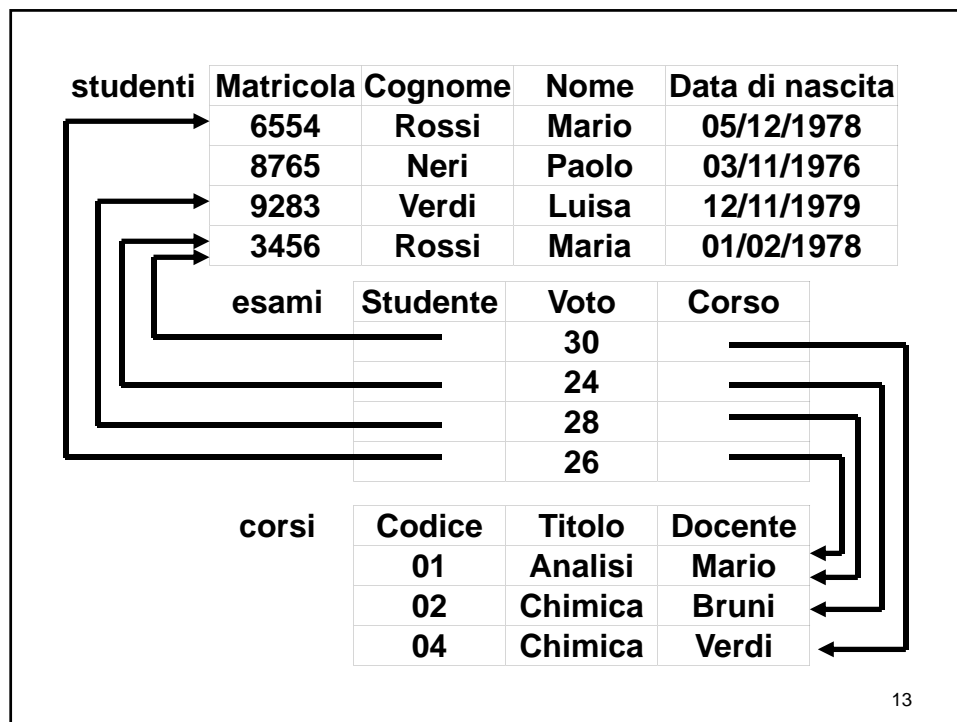 studenti Matricola Cognome Nome Data di nascita
6554 Rossi Mario 05/12/1978
8765 Neri Paolo 03/11/1976
9283 Verdi Luisa 12/11/1979
3456 Rossi Maria 01/02/1978
esami Studente Voto Corso
30
24
28
26
corsi Codice Titolo Docente
01 Analisi Mario
02 Chimica Bruni
04 Chimica Verdi
13